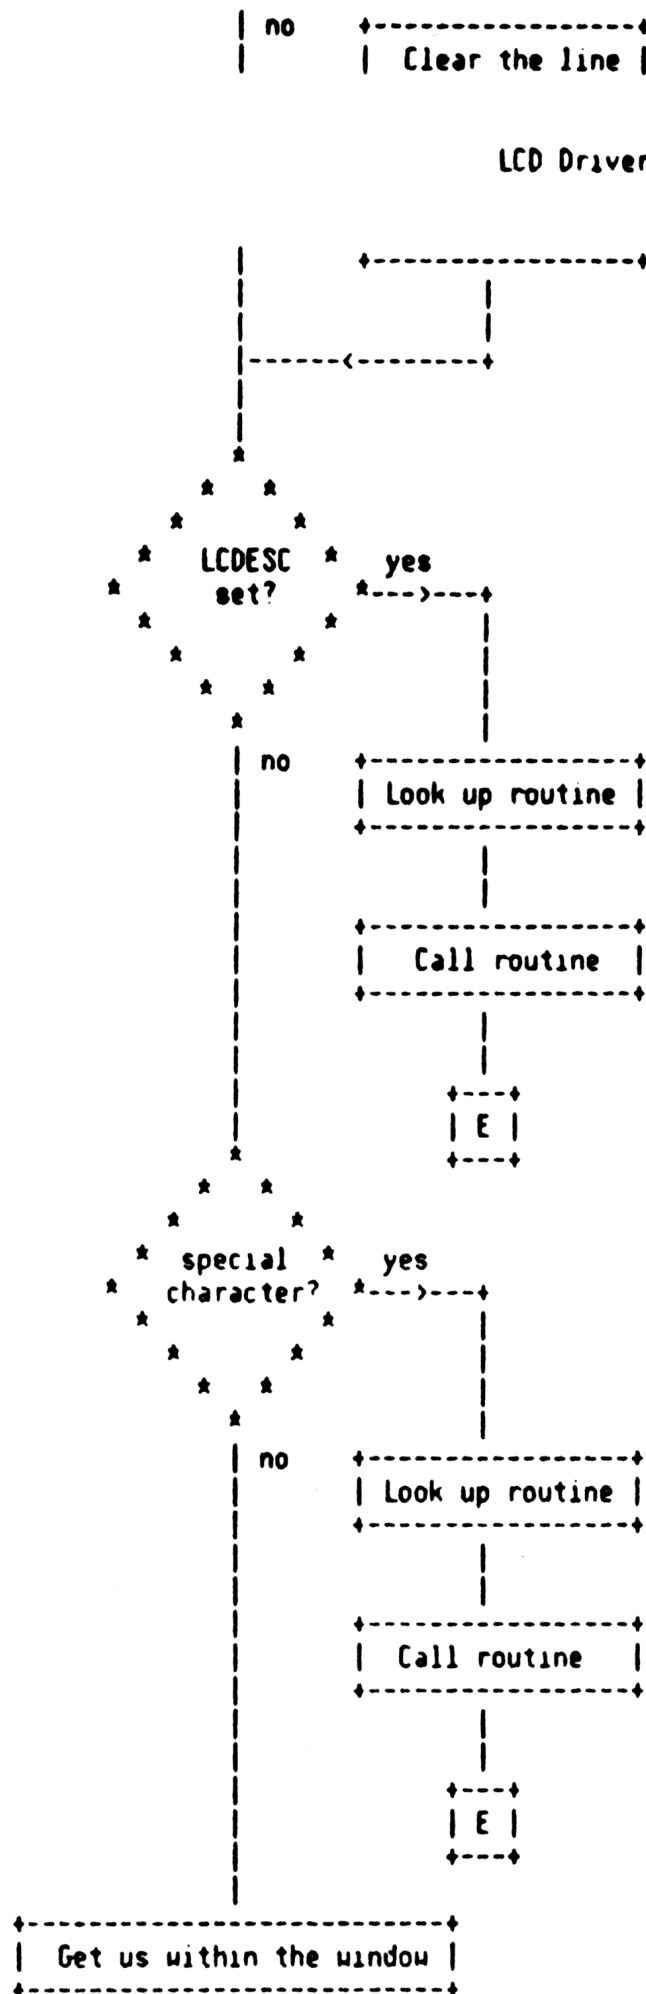 no
Clear the line
LCD Driver
LCDESC yes
set?
no
Look up routine
Call routine
E
special yes
character?
no
Look up routine
Call routine
E
Get us within the window